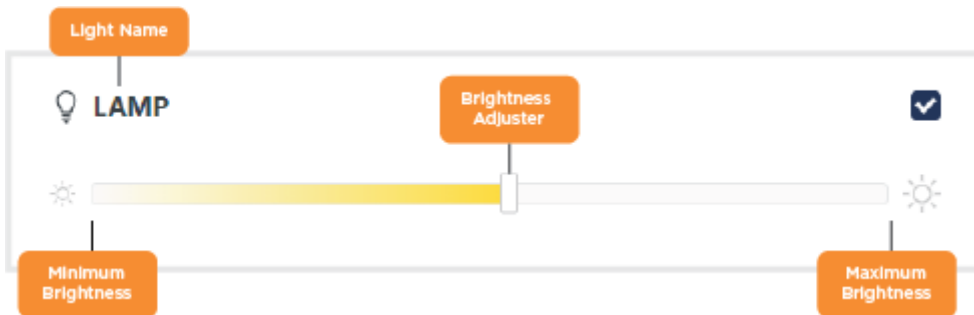 Light Name
LAMP
Brightness
Adjuster
Minimum
Brightness
Maximum
Brightness